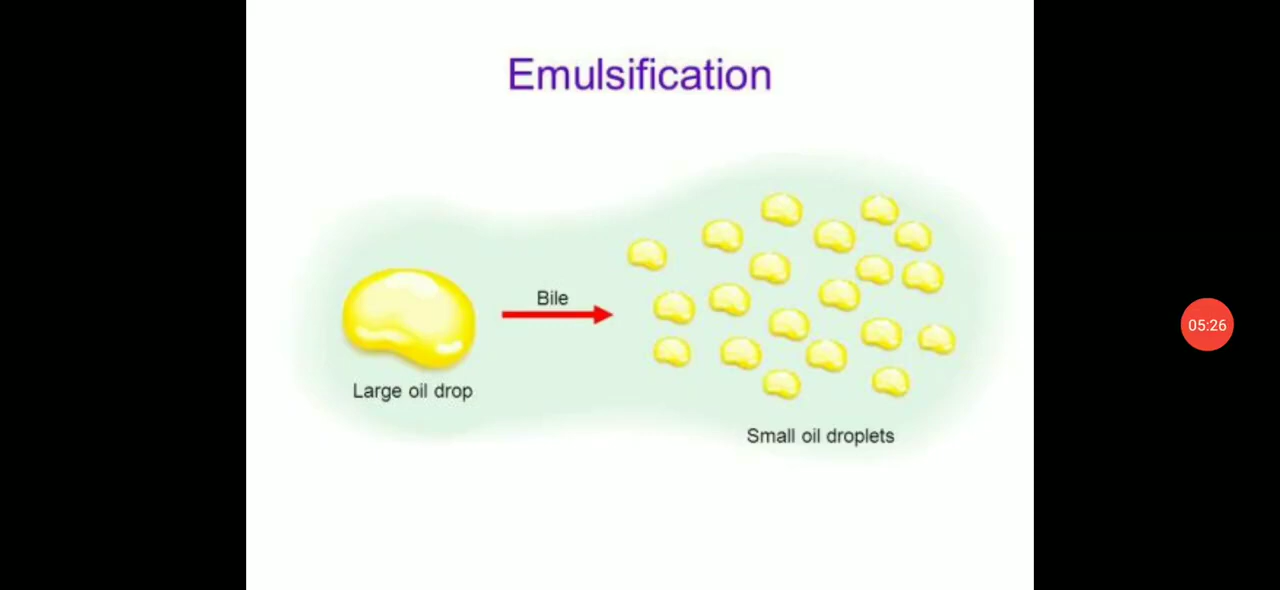 Emulsification
Bile
05:26
Large oil drop
Small oil droplets